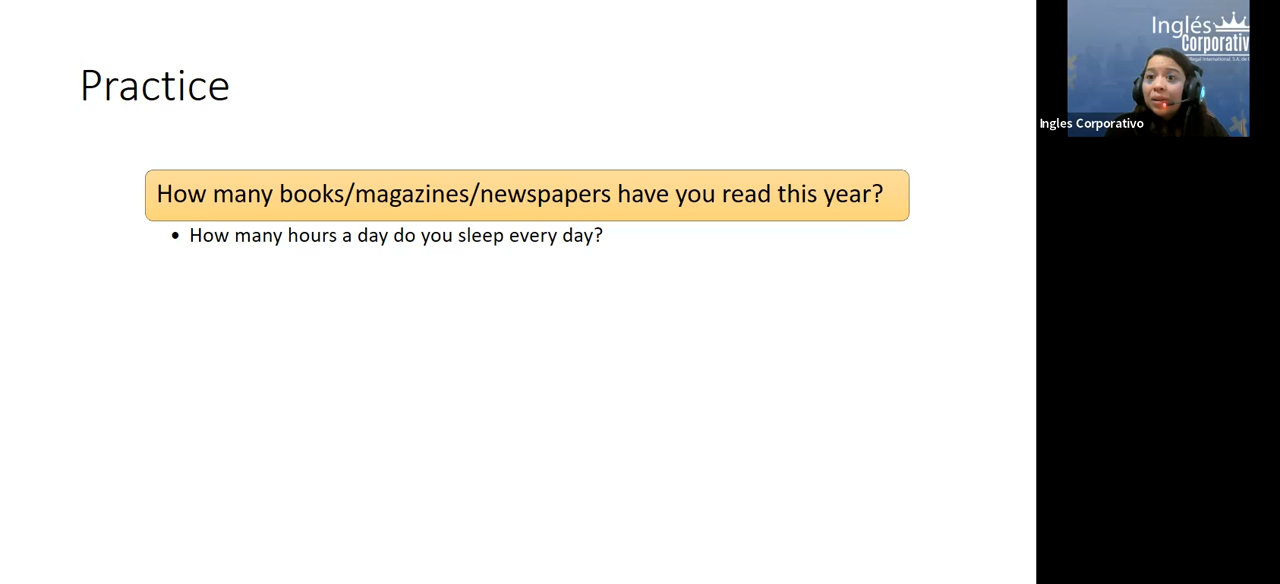 Practice
How many books/magazines/newspapers have you read this year?
• How many hours a day do you sleep every day?
Inglés
Corporativ
Ingles Corporativo